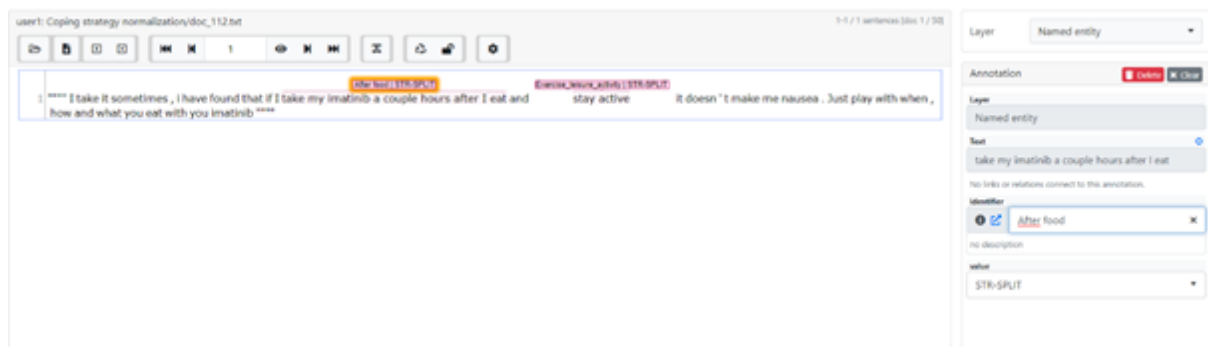 user1: Coping strategy normalization/doc_112.txt
1-1 / 1 sentences [doc 1 / 30]
1
After food | STR-SPLIT
Exercise_leisure_activity | STR-SPLIT
1 """" I take it sometimes , i have found that if I take my imatinib a couple hours after I eat and stay active it doesn " t make me nausea . Just play with when ,
how and what you eat with you imatinib """"
Layer
Named entity
Annotation
Delete
Clear
Layer
Named entity
Text
take my imatinib a couple hours after I eat
No links or relations connect to this annotation.
identifier
After food
no description
value
STR-SPLIT